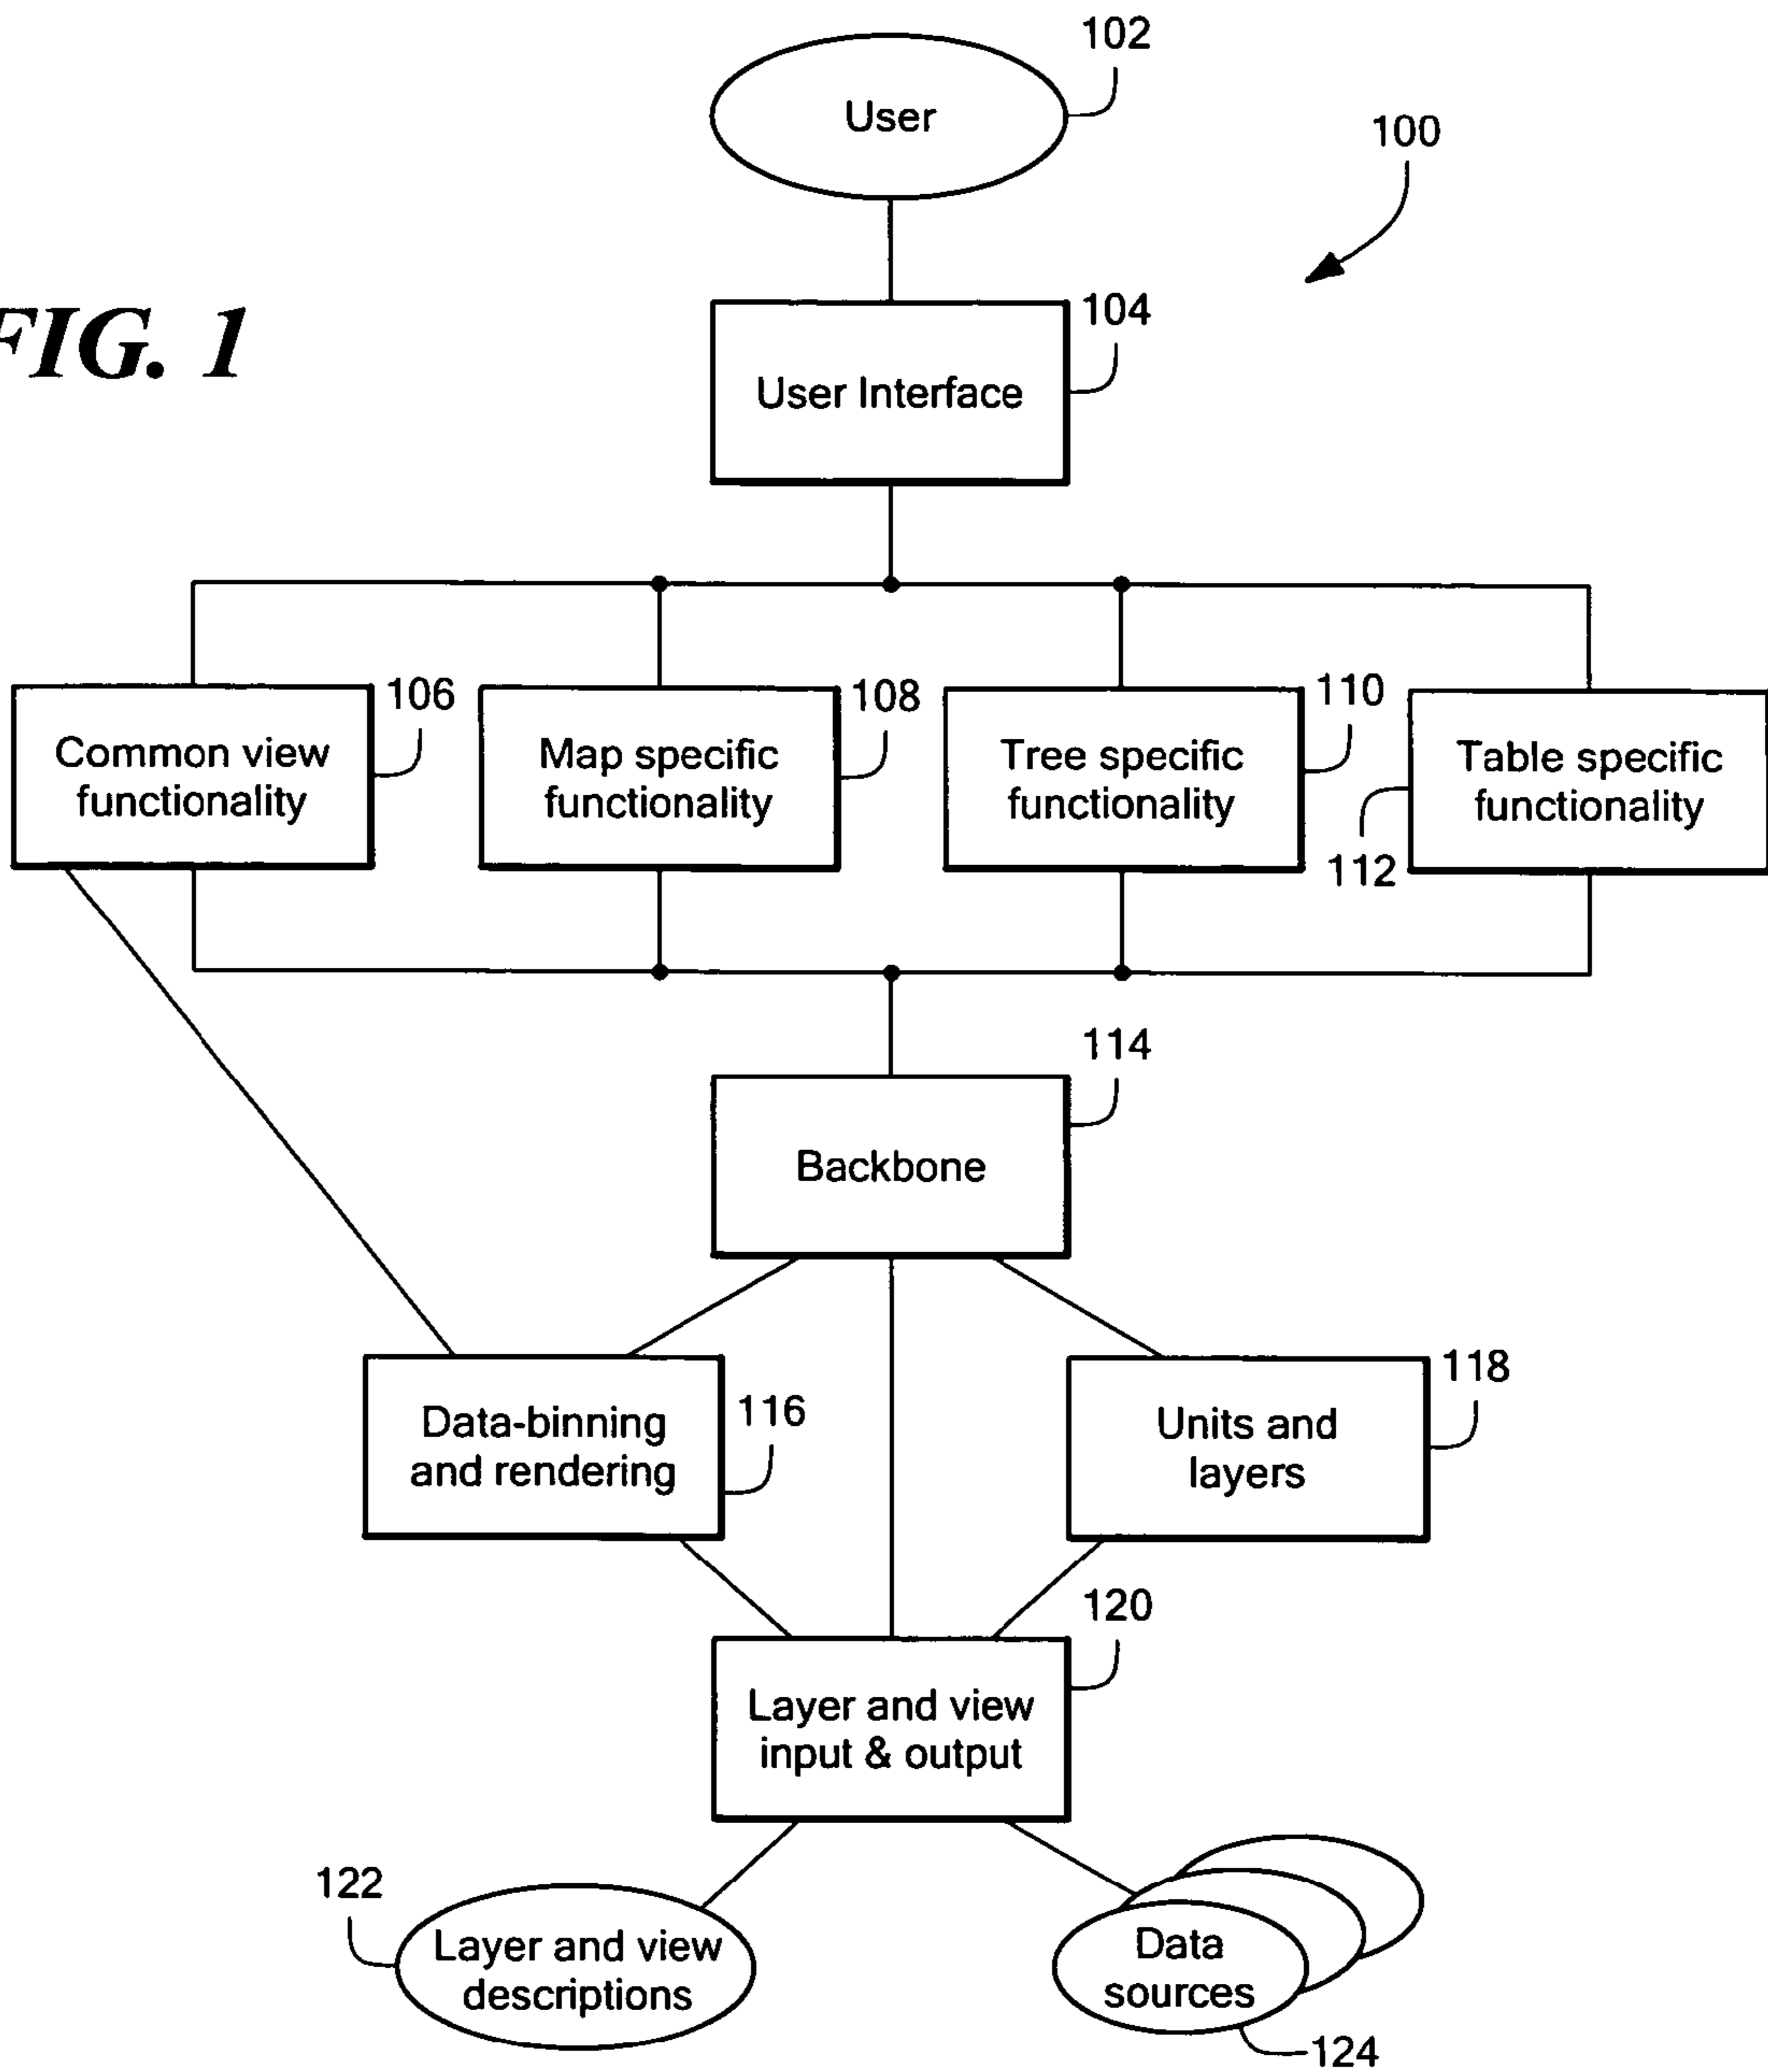 102
User
100
FIG. 1
104
User Interface
106
Common view
functionality
108
Map specific
functionality
110
Tree specific
functionality
112
Table specific
functionality
114
Backbone
116
Data-binning
and rendering
118
Units and
layers
120
Layer and view
input & output
122
Layer and view
descriptions
Data
sources
124